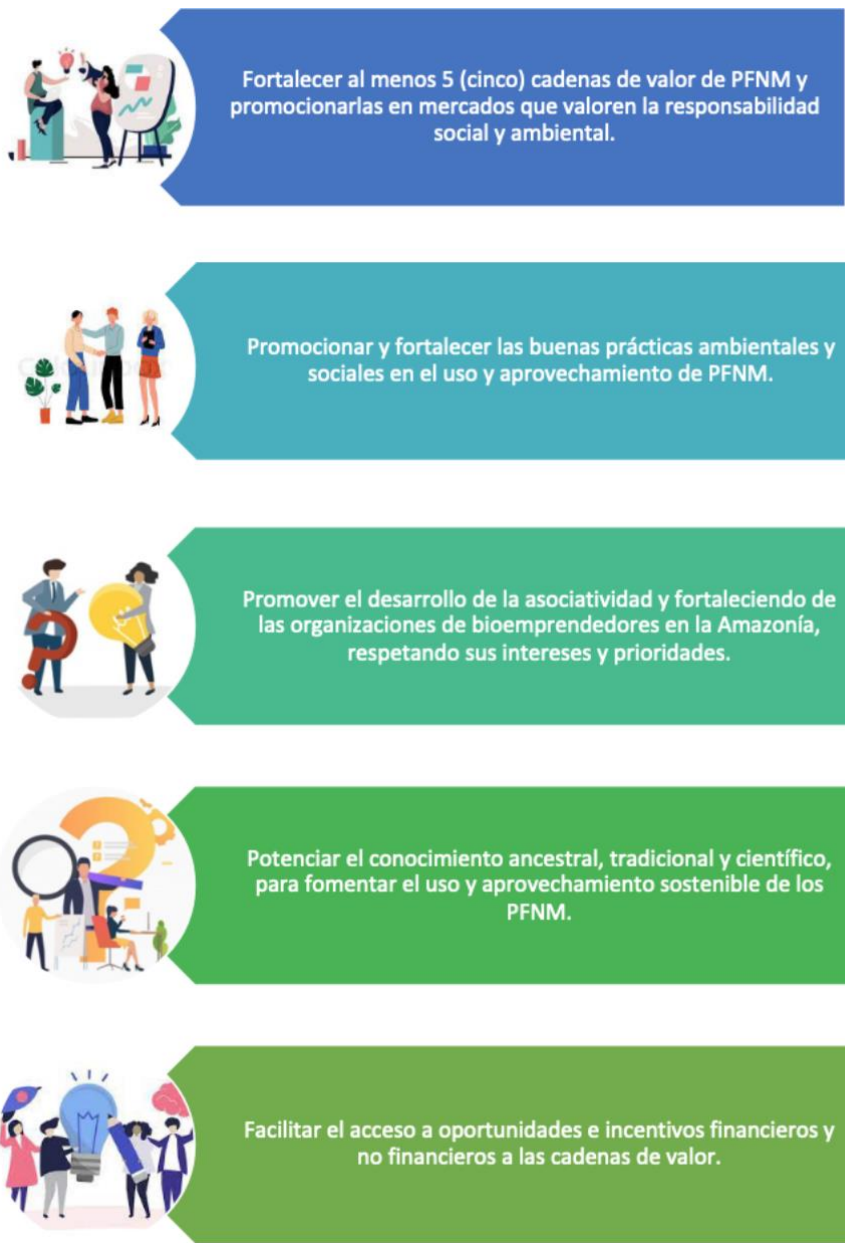 Fortalecer al menos 5 (cinco) cadenas de valor de PFNM y
promocionarlas en mercados que valoren la responsabilidad
social y ambiental.
Promocionar y fortalecer las buenas prácticas ambientales y
sociales en el uso y aprovechamiento de PFNM.
Promover el desarrollo de la asociatividad y fortaleciendo de
las organizaciones de bioemprendedores en la Amazonía,
respetando sus intereses y prioridades.
Potenciar el conocimiento ancestral, tradicional y científico,
para fomentar el uso y aprovechamiento sostenible de los
PFNM.
Facilitar el acceso a oportunidades e incentivos financieros y
no financieros a las cadenas de valor.